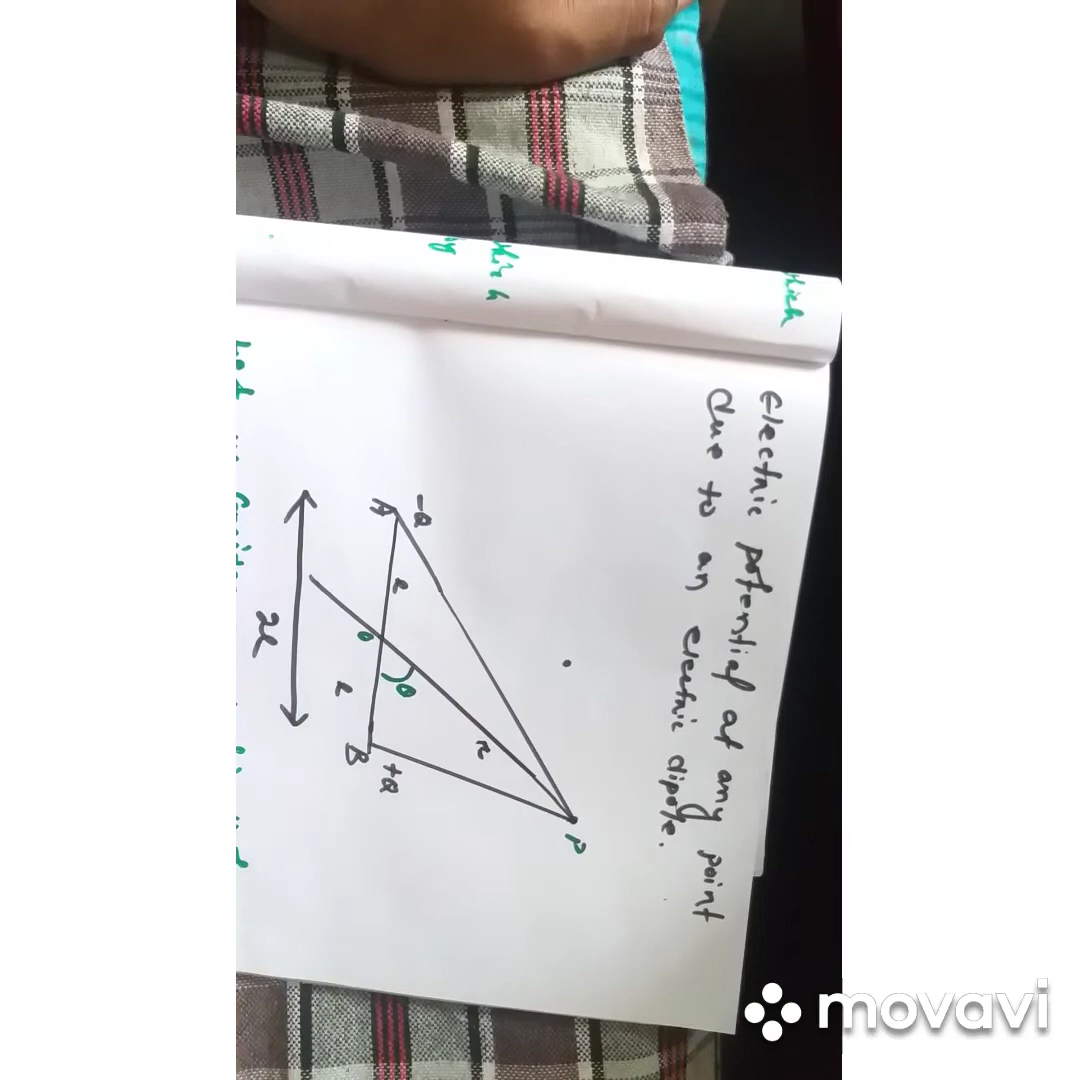 Electric potential at any point
due to an electric dipole.
P
-Q
+Q
r
θ
A
l
O
l
B
2l
movavi